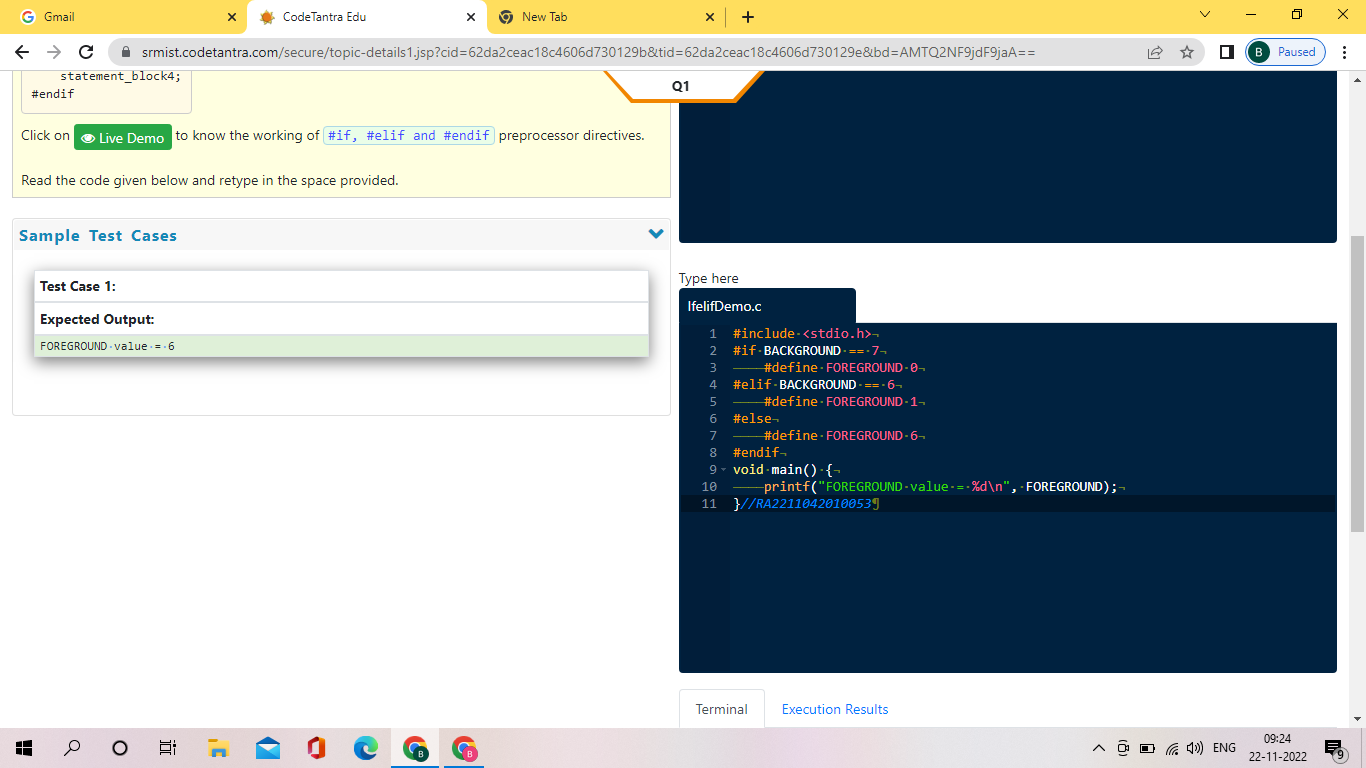 Gmail
CodeTantra Edu
New Tab
srmist.codetantra.com/secure/topic-details1.jsp?cid=62da2ceac18c4606d730129b&tid=62da2ceac18c4606d730129e&bd=AMTQ2NF9jdF9jaA==
B Paused
statement_block4;
#endif
Click on Live Demo to know the working of #if, #elif and #endif preprocessor directives.
Read the code given below and retype in the space provided.
Sample Test Cases
Test Case 1:
Expected Output:
FOREGROUND·value·=·6
Q1
Type here
IfelifDemo.c
1 #include·<stdio.h>¬
2 #if·BACKGROUND·==·7¬
3 ————#define·FOREGROUND·0¬
4 #elif·BACKGROUND·==·6¬
5 ————#define·FOREGROUND·1¬
6 #else¬
7 ————#define·FOREGROUND·6¬
8 #endif¬
9 void·main()·{¬
10 ————printf("FOREGROUND·value·=·%d\n",·FOREGROUND);¬
11 }//RA2211042010053¶
Terminal
Execution Results
B
B
ENG
09:24
22-11-2022
9